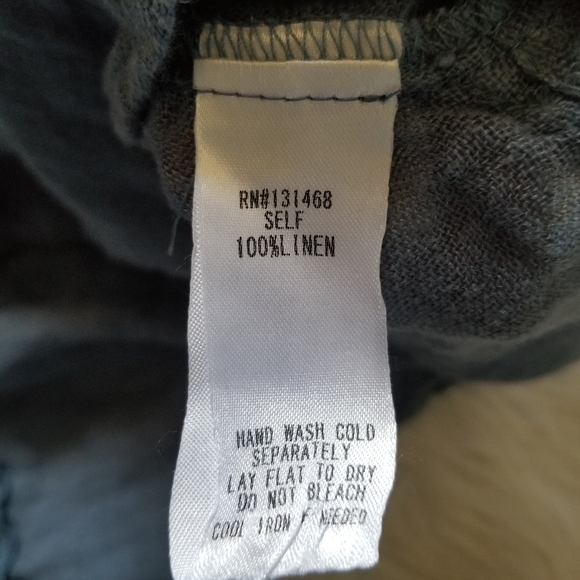 RN#131468
SELF
100%LINEN
HAND WASH COLD
SEPARATELY
LAY FLAT TO DRY
DO NOT BLEACH
COOL IRON F NEEDED